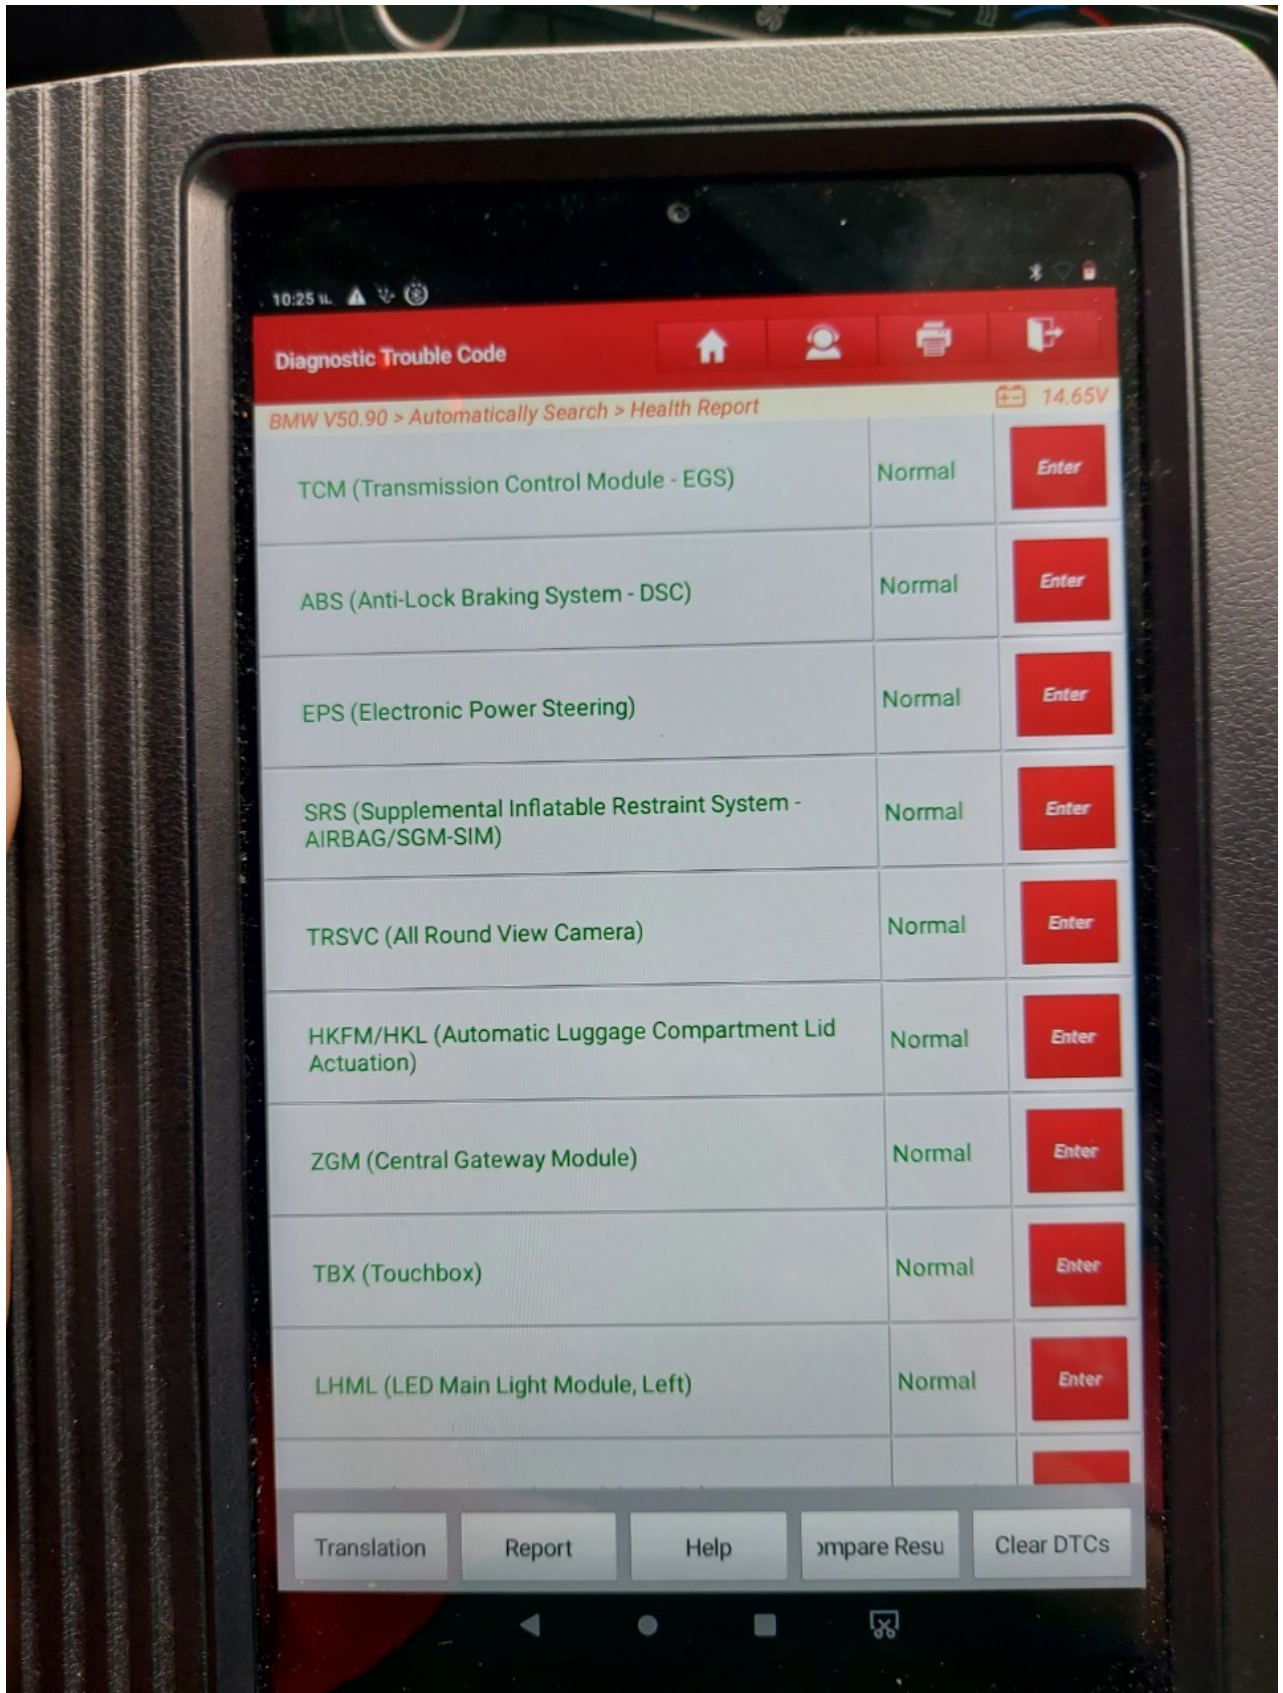 10:25 น.
Diagnostic Trouble Code
BMW V50.90 > Automatically Search > Health Report
14.65V
TCM (Transmission Control Module - EGS)
Normal
Enter
ABS (Anti-Lock Braking System - DSC)
Normal
Enter
EPS (Electronic Power Steering)
Normal
Enter
SRS (Supplemental Inflatable Restraint System -
AIRBAG/SGM-SIM)
Normal
Enter
TRSVC (All Round View Camera)
Normal
Enter
HKFM/HKL (Automatic Luggage Compartment Lid
Actuation)
Normal
Enter
ZGM (Central Gateway Module)
Normal
Enter
TBX (Touchbox)
Normal
Enter
LHML (LED Main Light Module, Left)
Normal
Enter
Translation
Report
Help
ompare Resu
Clear DTCs